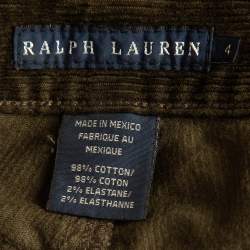 RALPH LAUREN 4
MADE IN MEXICO
FABRIQUE AU
MEXIQUE
98% COTTON/
98% COTON
2% ELASTANE/
2% ELASTHANNE